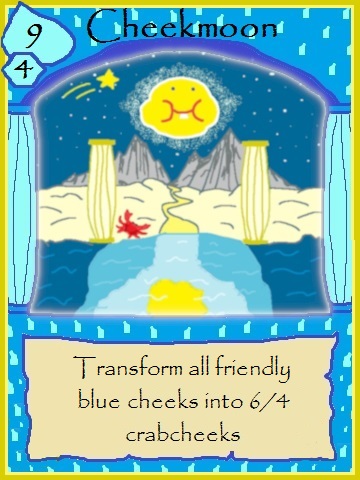 9
Cheekmoon
4
Transform all friendly
blue cheeks into 6/4
crabcheeks